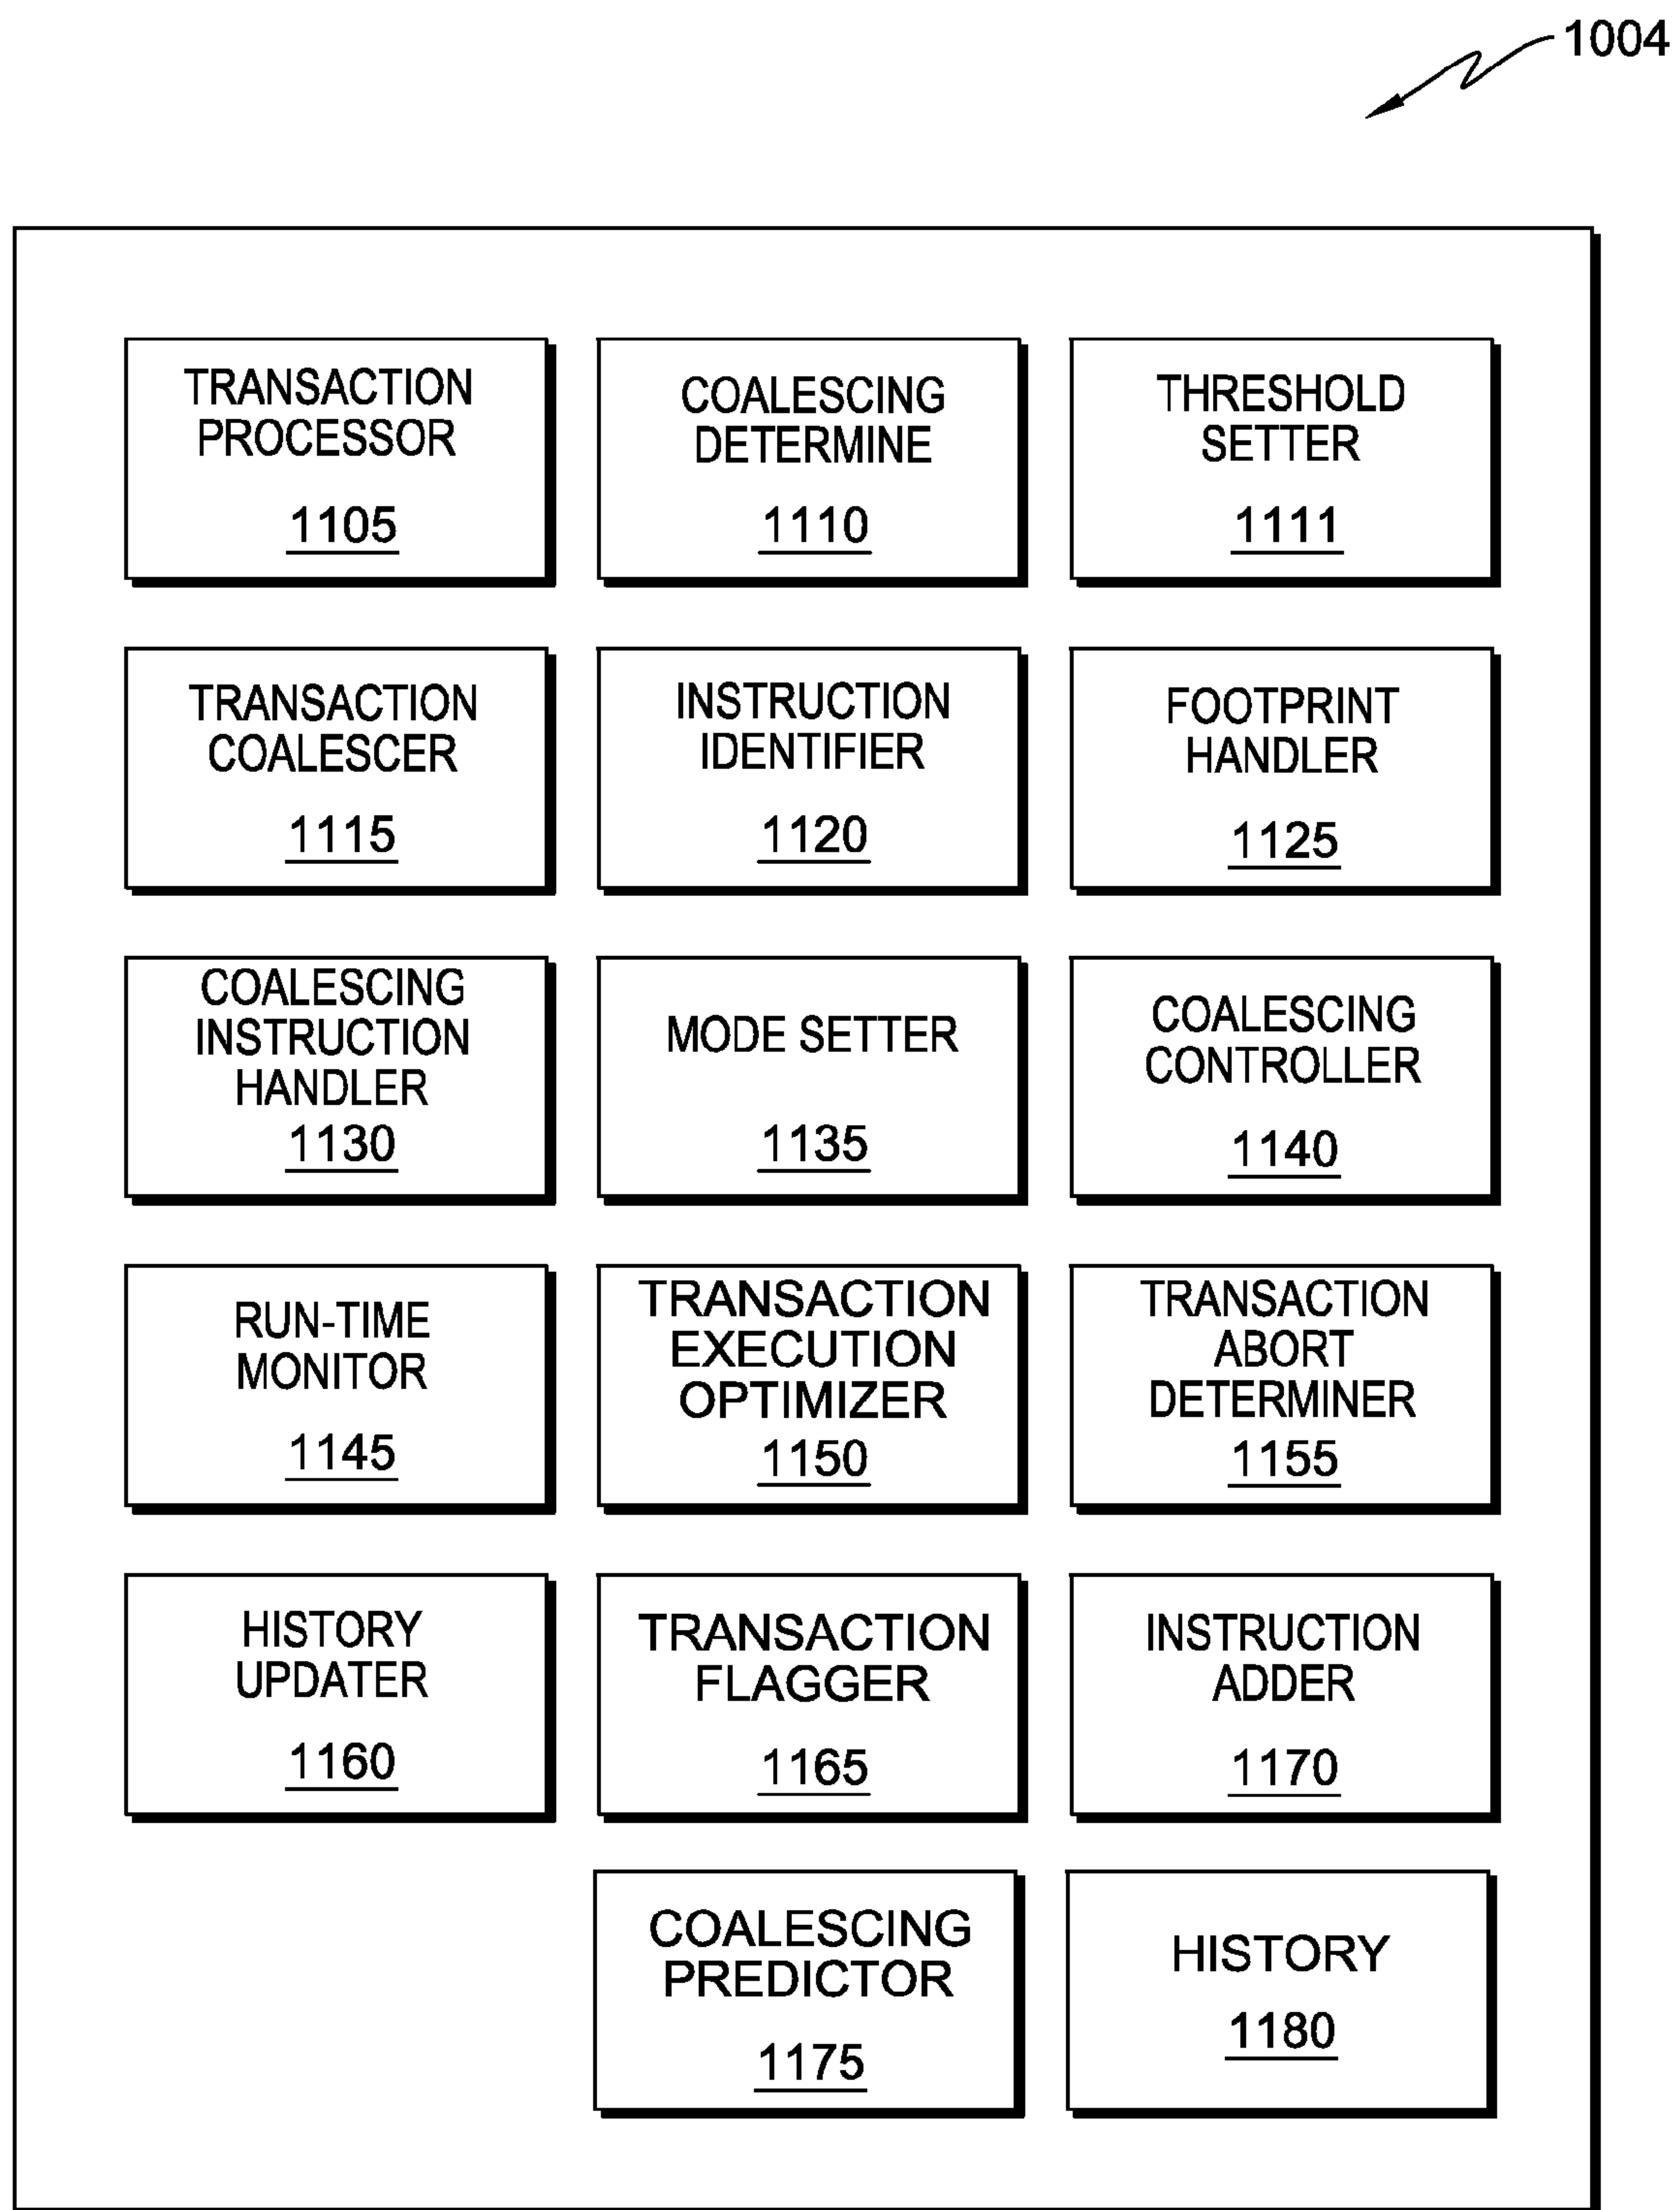 1004
TRANSACTION
PROCESSOR
1105
COALESCING
DETERMINE
1110
THRESHOLD
SETTER
1111
TRANSACTION
COALESCER
1115
INSTRUCTION
IDENTIFIER
1120
FOOTPRINT
HANDLER
1125
COALESCING
INSTRUCTION
HANDLER
1130
MODE SETTER
1135
COALESCING
CONTROLLER
1140
RUN-TIME
MONITOR
1145
TRANSACTION
EXECUTION
OPTIMIZER
1150
TRANSACTION
ABORT
DETERMINER
1155
HISTORY
UPDATER
1160
TRANSACTION
FLAGGER
1165
INSTRUCTION
ADDER
1170
COALESCING
PREDICTOR
1175
HISTORY
1180